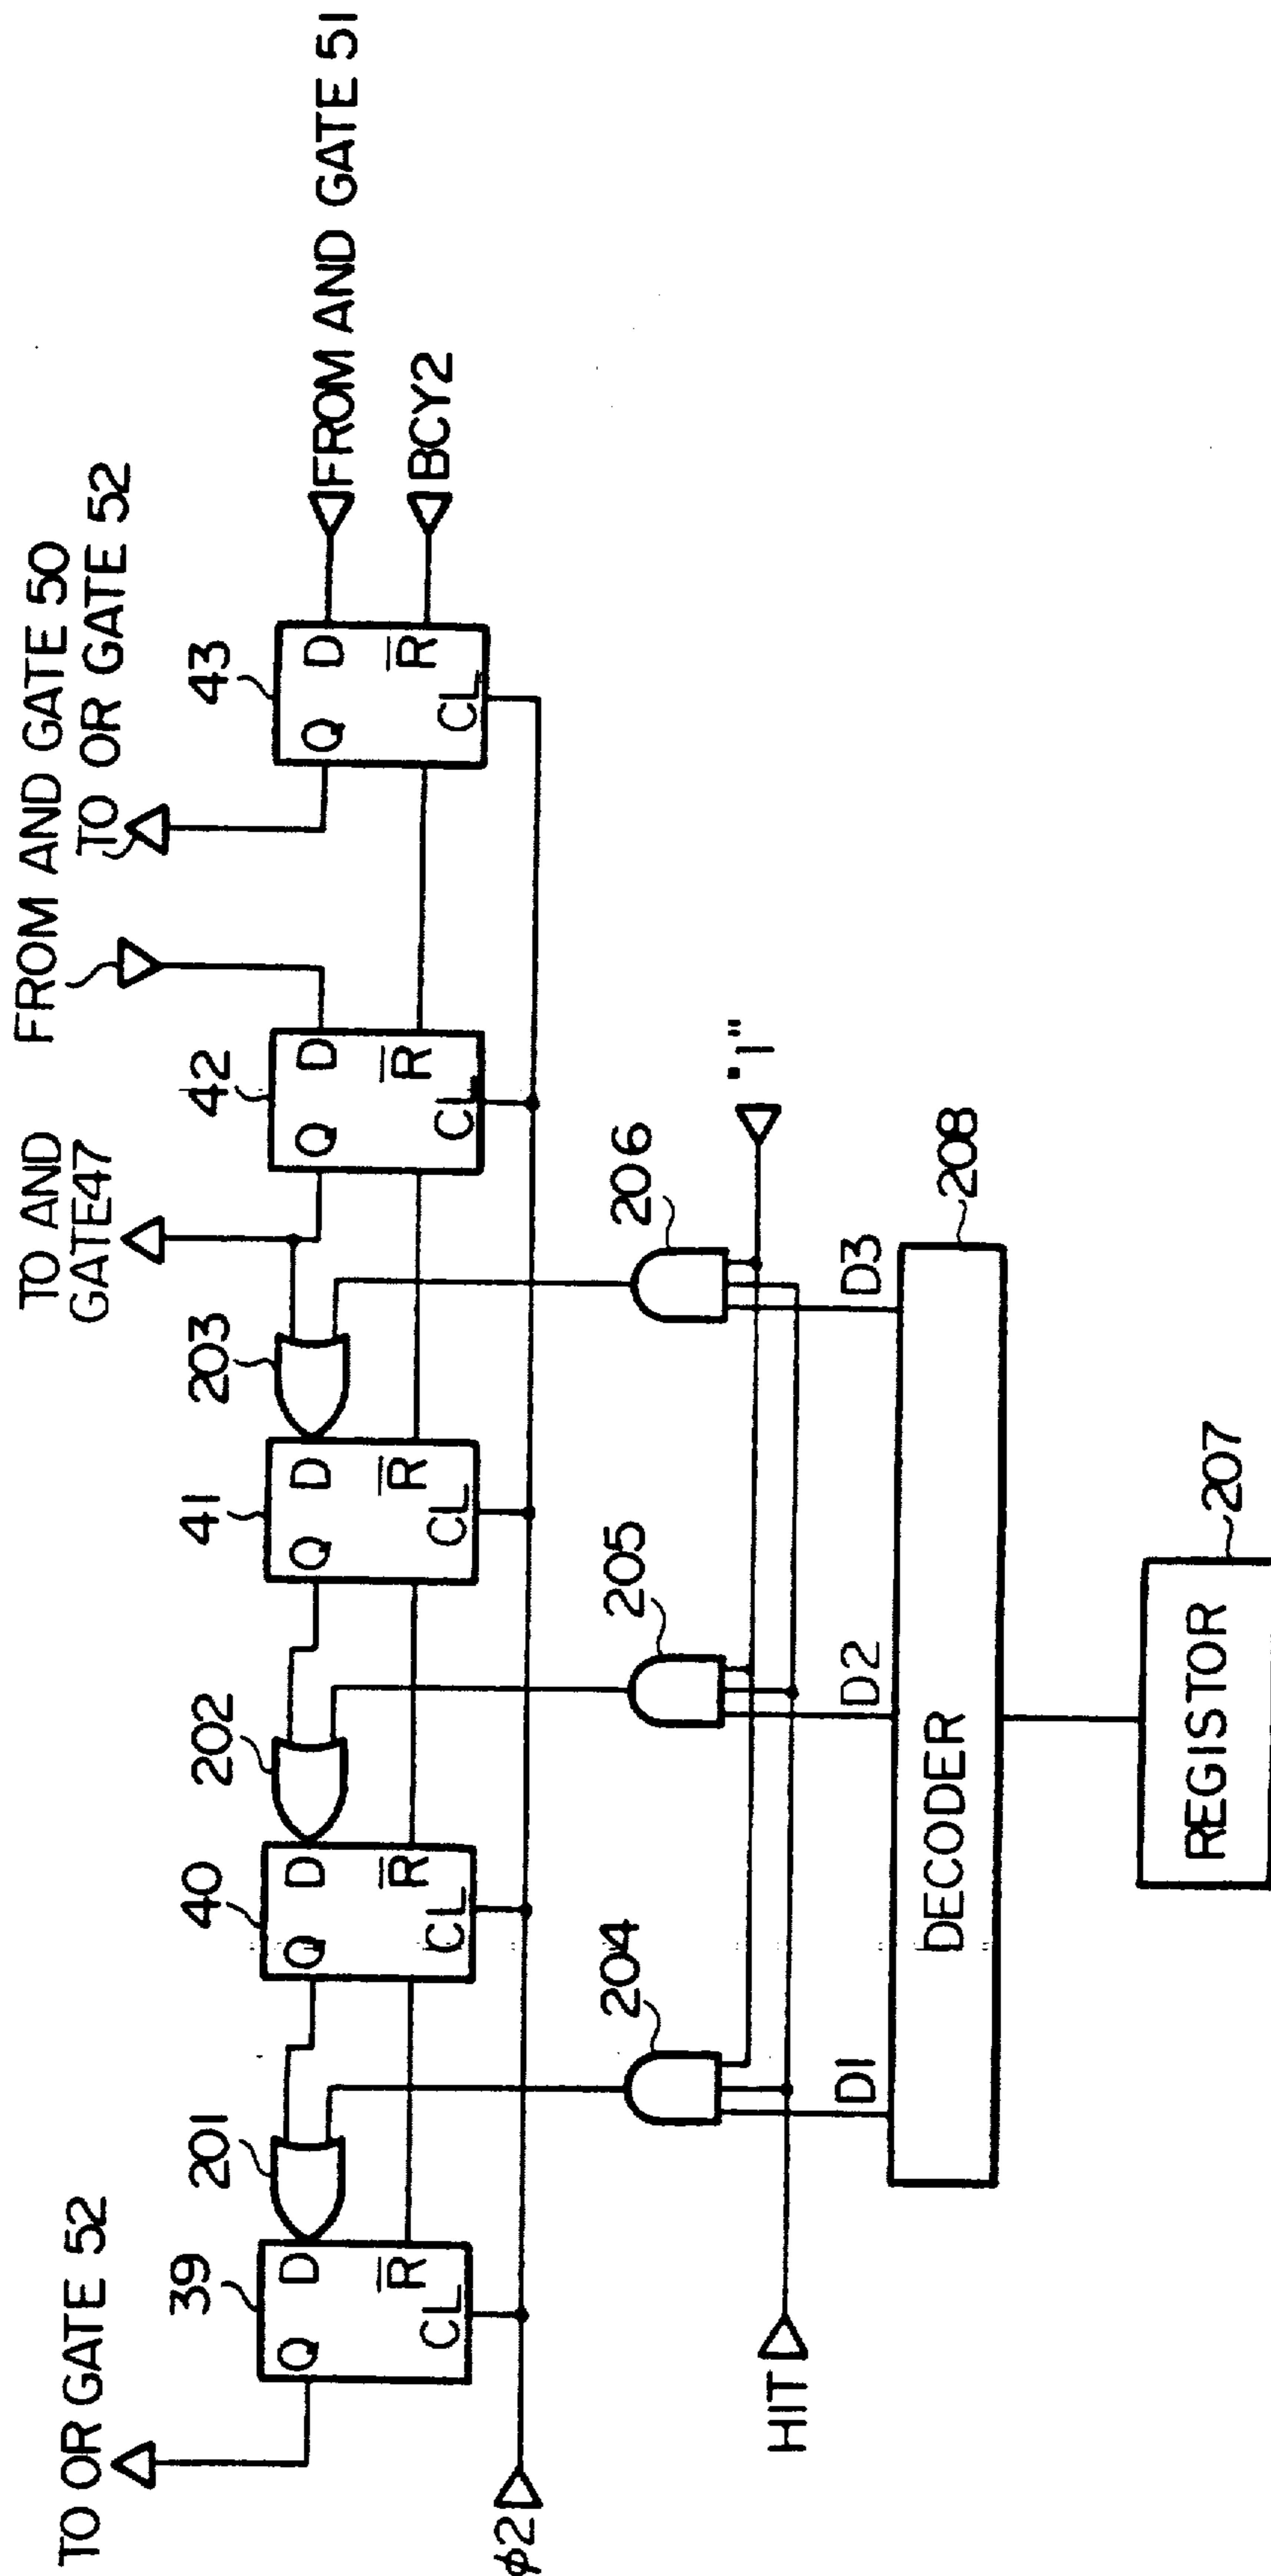 TO OR GATE 52
TO AND
GATE47
FROM AND GATE 50
TO OR GATE 52
39
201
40
202
41
203
42
43
Q D
R
CL
Q D
R
CL
Q D
R
CL
Q D
R
CL
Q D
R
CL
FROM AND GATE 51
BCY2
φ2
204
205
206
"1"
HIT
D1
D2
D3
DECODER
208
REGISTOR
207